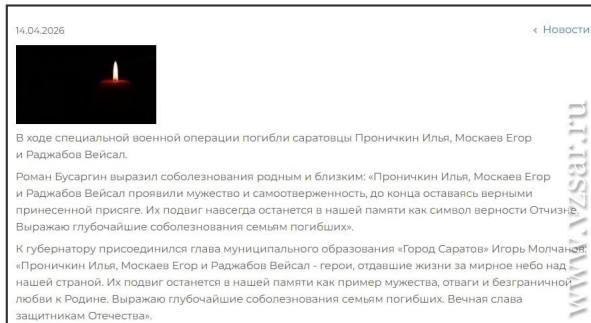 14.04.2026
‹ Новости
В ходе специальной военной операции погибли саратовцы Проничкин Илья, Москаев Егор
и Раджабов Вейсал.
Роман Бусаргин выразил соболезнования родным и близким: «Проничкин Илья, Москаев Егор
и Раджабов Вейсал проявили мужество и самоотверженность, до конца оставаясь верными
принесенной присяге. Их подвиг навсегда останется в нашей памяти как символ верности Отчизне.
Выражаю глубочайшие соболезнования семьям погибших».
К губернатору присоединился глава муниципального образования «Город Саратов» Игорь Молчанов:
«Проничкин Илья, Москаев Егор и Раджабов Вейсал - герои, отдавшие жизни за мирное небо над
нашей страной. Их подвиг останется в нашей памяти как пример мужества, отваги и безграничной
любви к Родине. Выражаю глубочайшие соболезнования семьям погибших. Вечная слава
защитникам Отечества».
www.vzsar.ru